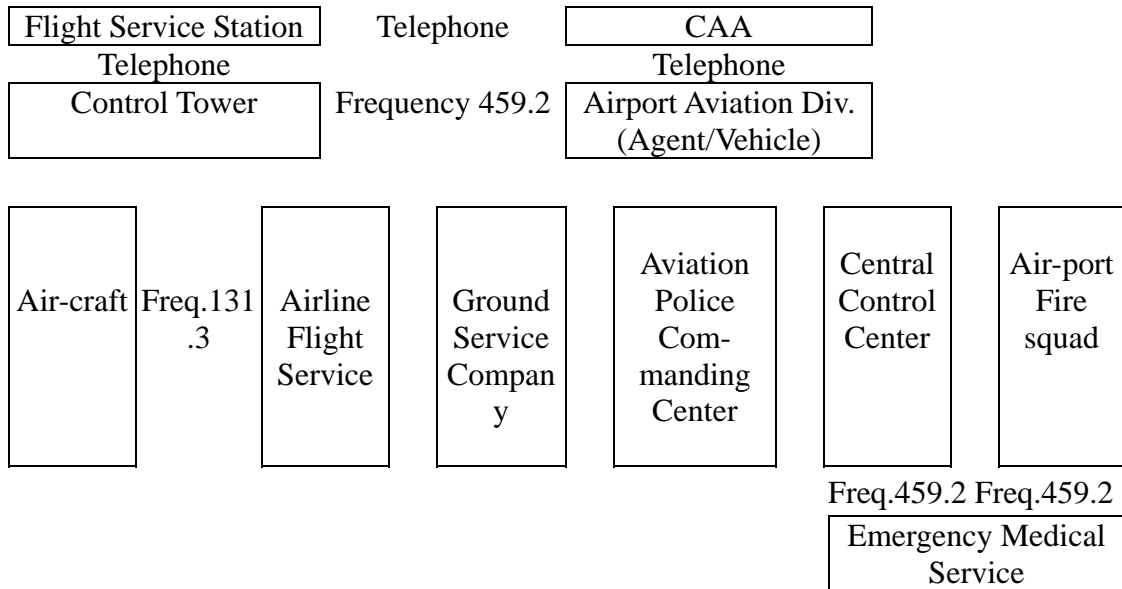 Flight Service Station Telephone CAA
Telephone Telephone
Control Tower Frequency 459.2 Airport Aviation Div.
(Agent/Vehicle)
Air-craft
Freq.131
.3
Airline
Flight
Service
Ground
Service
Compan
y
Aviation
Police
Com-
manding
Center
Central
Control
Center
Air-port
Fire
squad
Freq.459.2 Freq.459.2
Emergency Medical
Service